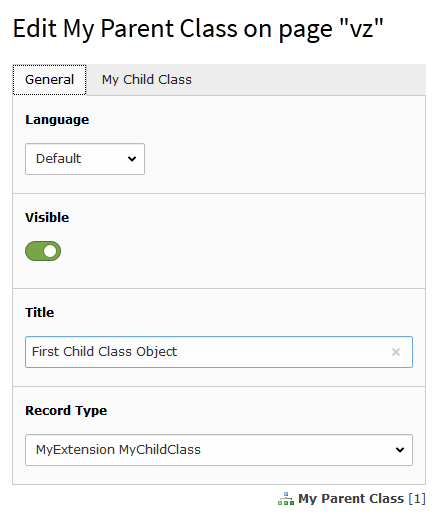 Edit My Parent Class on page "vz"
General My Child Class
Language
Default
Visible
Title
First Child Class Object ×
Record Type
MyExtension MyChildClass
My Parent Class [1]